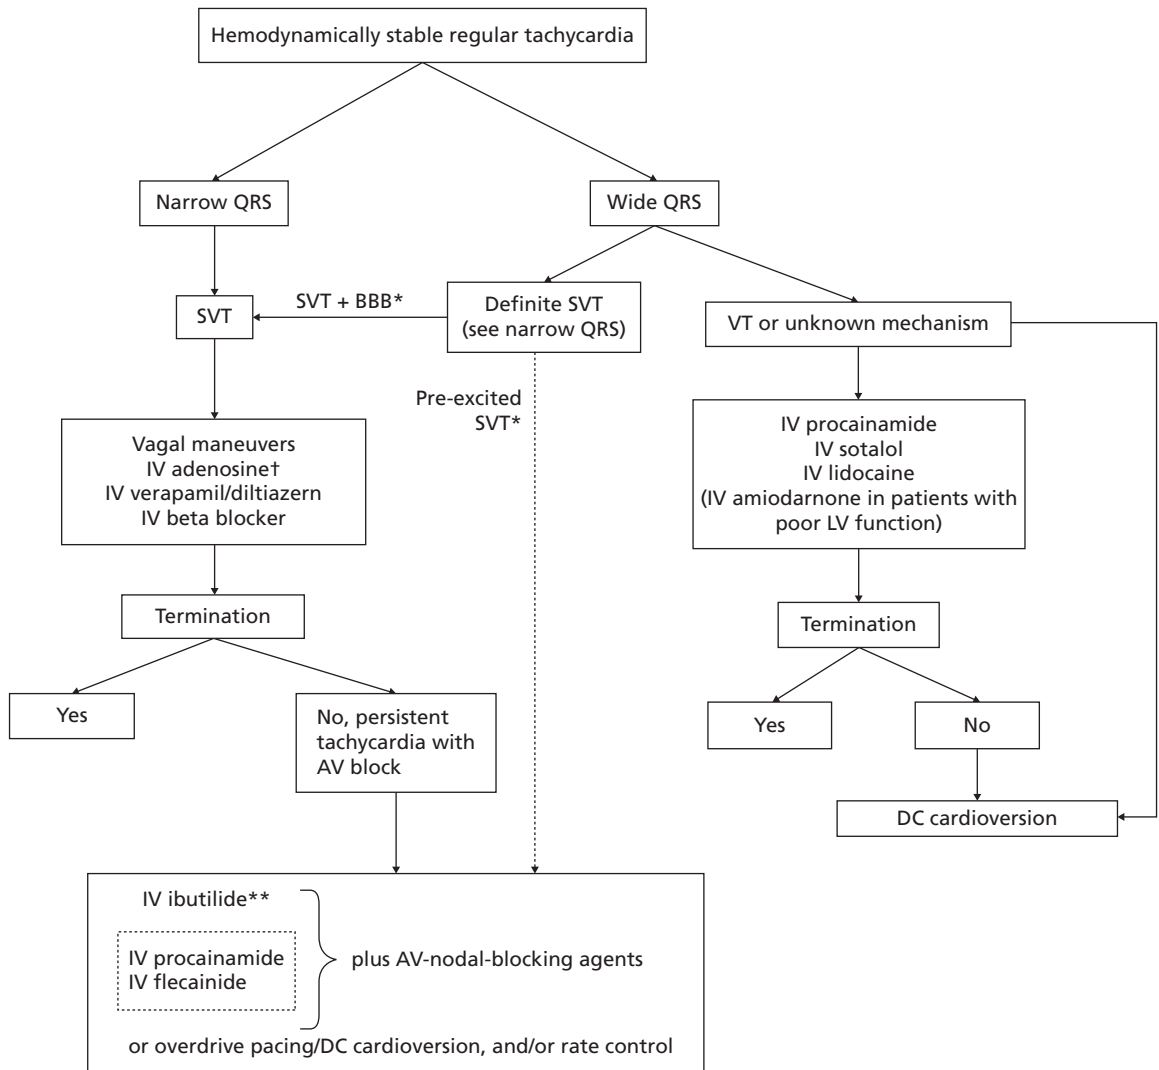 Hemodynamically stable regular tachycardia
Narrow QRS
Wide QRS
SVT
SVT + BBB*
Definite SVT
(see narrow QRS)
VT or unknown mechanism
Pre-excited
SVT*
Vagal maneuvers
IV adenosine†
IV verapamil/diltiazern
IV beta blocker
IV procainamide
IV sotalol
IV lidocaine
(IV amiodarnone in patients with
poor LV function)
Termination
Termination
Yes
No, persistent
tachycardia with
AV block
Yes
No
DC cardioversion
IV ibutilide**
IV procainamide
IV flecainide
plus AV-nodal-blocking agents
or overdrive pacing/DC cardioversion, and/or rate control